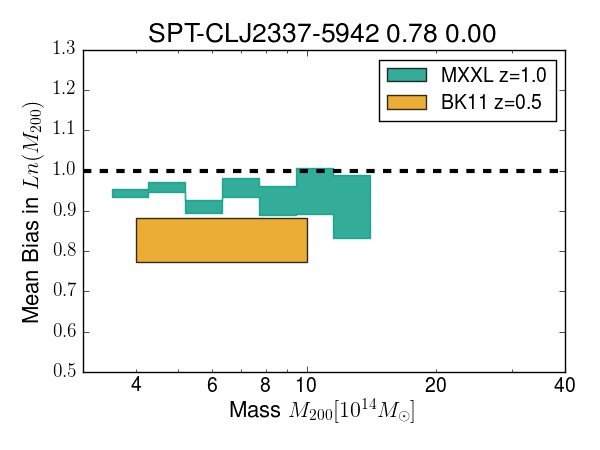 SPT-CLJ2337-5942 0.78 0.00
1.3
1.2
1.1
1.0
0.9
0.8
0.7
0.6
0.5
Mean Bias in Ln(M₂₀₀)
MXXL z=1.0
BK11 z=0.5
4 6 8 10 20 40
Mass M₂₀₀[10¹⁴M☉]